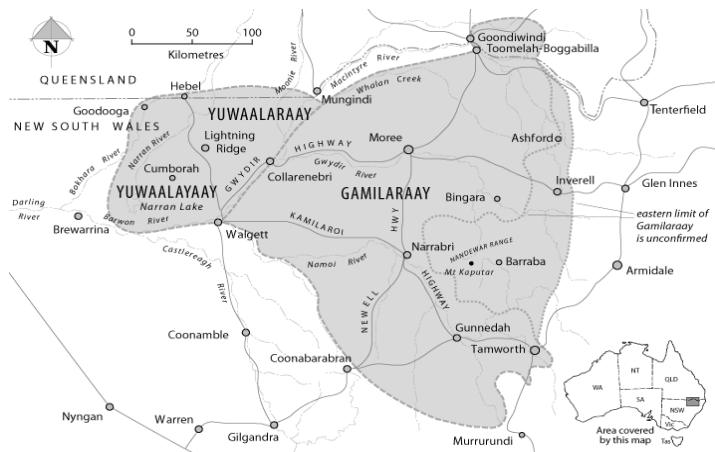 N
0 50 100
Kilometres
QUEENSLAND
NEW SOUTH WALES
Goondiwindi
Toomelah-Boggabilla
Moonie River
Macintyre River
Whalan Creek
Hebel
Goodooga
Mungindi
YUWAALARAAY
Lightning
Ridge
Narran River
Bokhara River
Cumborah
YUWAALAYAAY
Narran Lake
Darling
River
Barwon River
Brewarrina
Walgett
GWYDIR HIGHWAY
Collarenebri
Gwydir
River
Moree
GAMILARAAY
Ashford
Tenterfield
Inverell
Glen Innes
Bingara
eastern limit of
Gamilaraay
is unconfirmed
KAMILAROI HIGHWAY
NEWELL HWY
Castlereagh
River
Namoi River
Narrabri
NANDEWAR RANGE
Mt Kaputar
Barraba
Armidale
Coonamble
Gunnedah
Tamworth
Coonabarabran
Nyngan
Warren
Gilgandra
Murrurundi
WA
NT
QLD
SA
NSW
Vic
Tas
Area covered
by this map